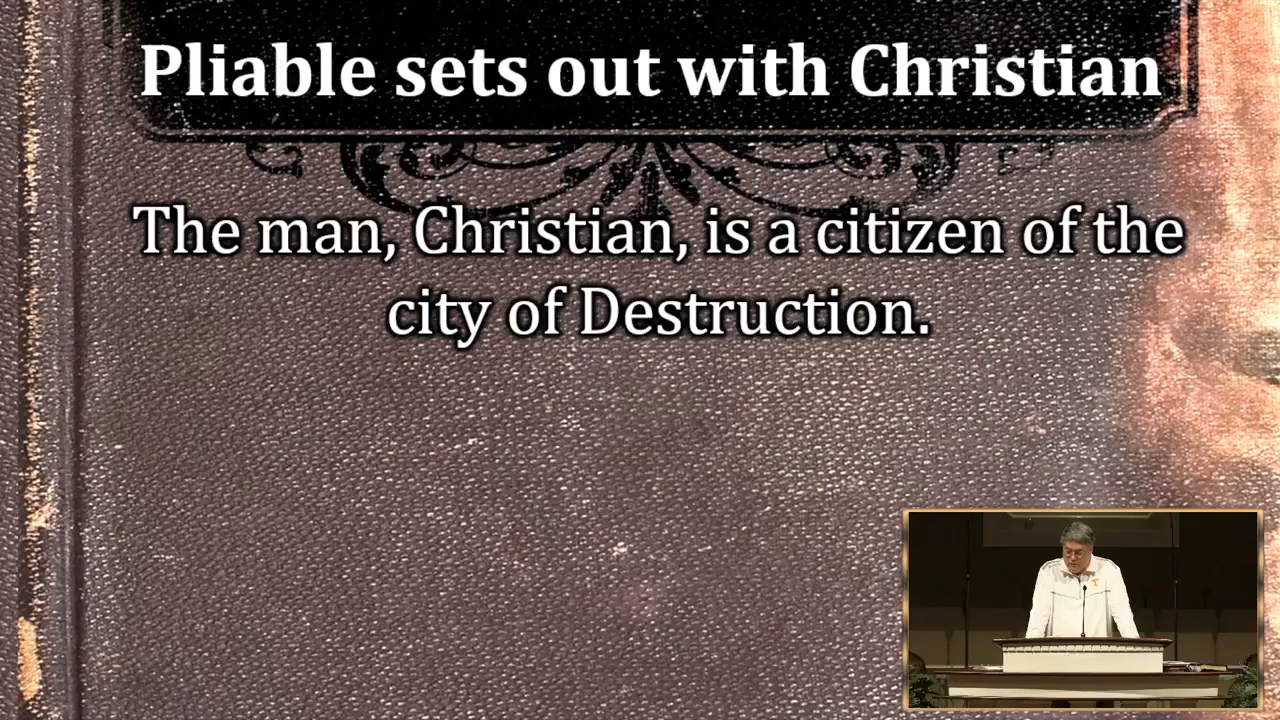 Pliable sets out with Christian
The man, Christian, is a citizen of the
city of Destruction.
T